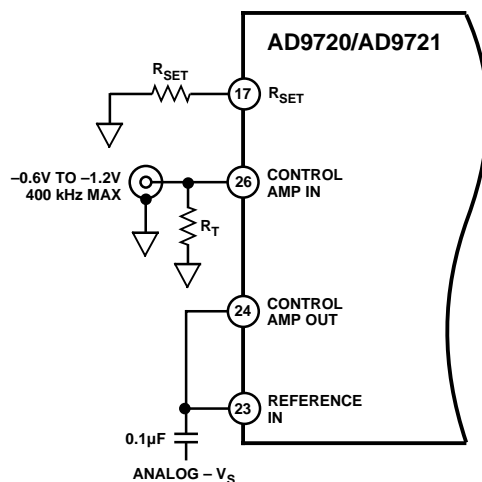 AD9720/AD9721
RSET
17
RSET
–0.6V TO –1.2V
400 kHz MAX
26
CONTROL
AMP IN
RT
24
CONTROL
AMP OUT
23
REFERENCE
IN
0.1µF
ANALOG – VS